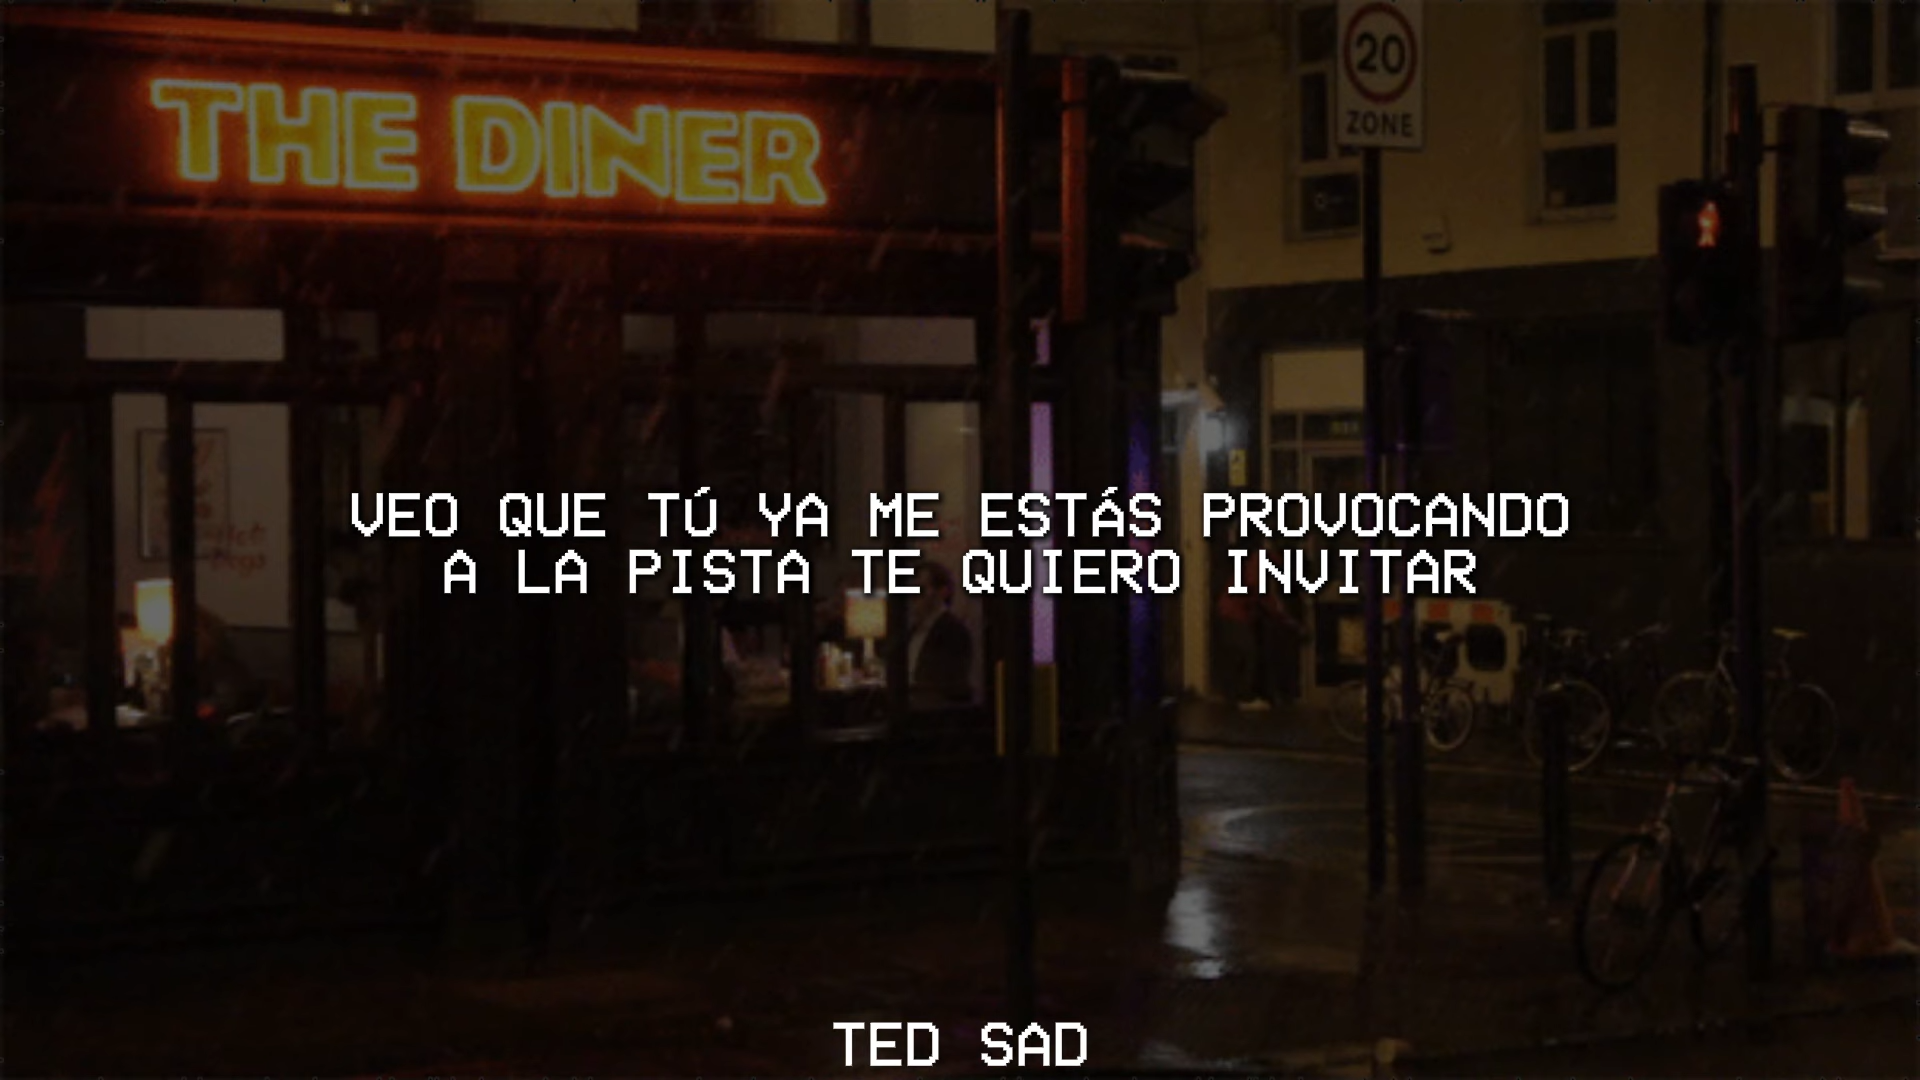 THE DINER
20
ZONE
VEO QUE TÚ YA ME ESTÁS PROVOCANDO
A LA PISTA TE QUIERO INVITAR
TED SAD